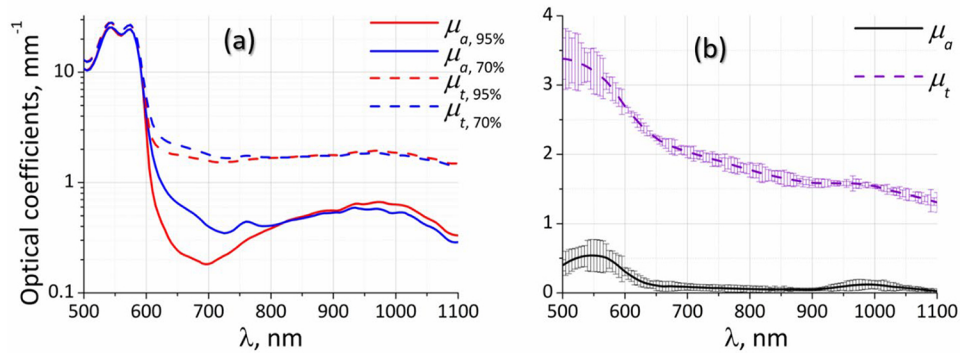 (a)
μa, 95%
μa, 70%
μt, 95%
μt, 70%
Optical coefficients, mm-1
10
1
0.1
500 600 700 800 900 1000 1100
λ, nm
(b)
μa
μt
4
3
2
1
0
500 600 700 800 900 1000 1100
λ, nm